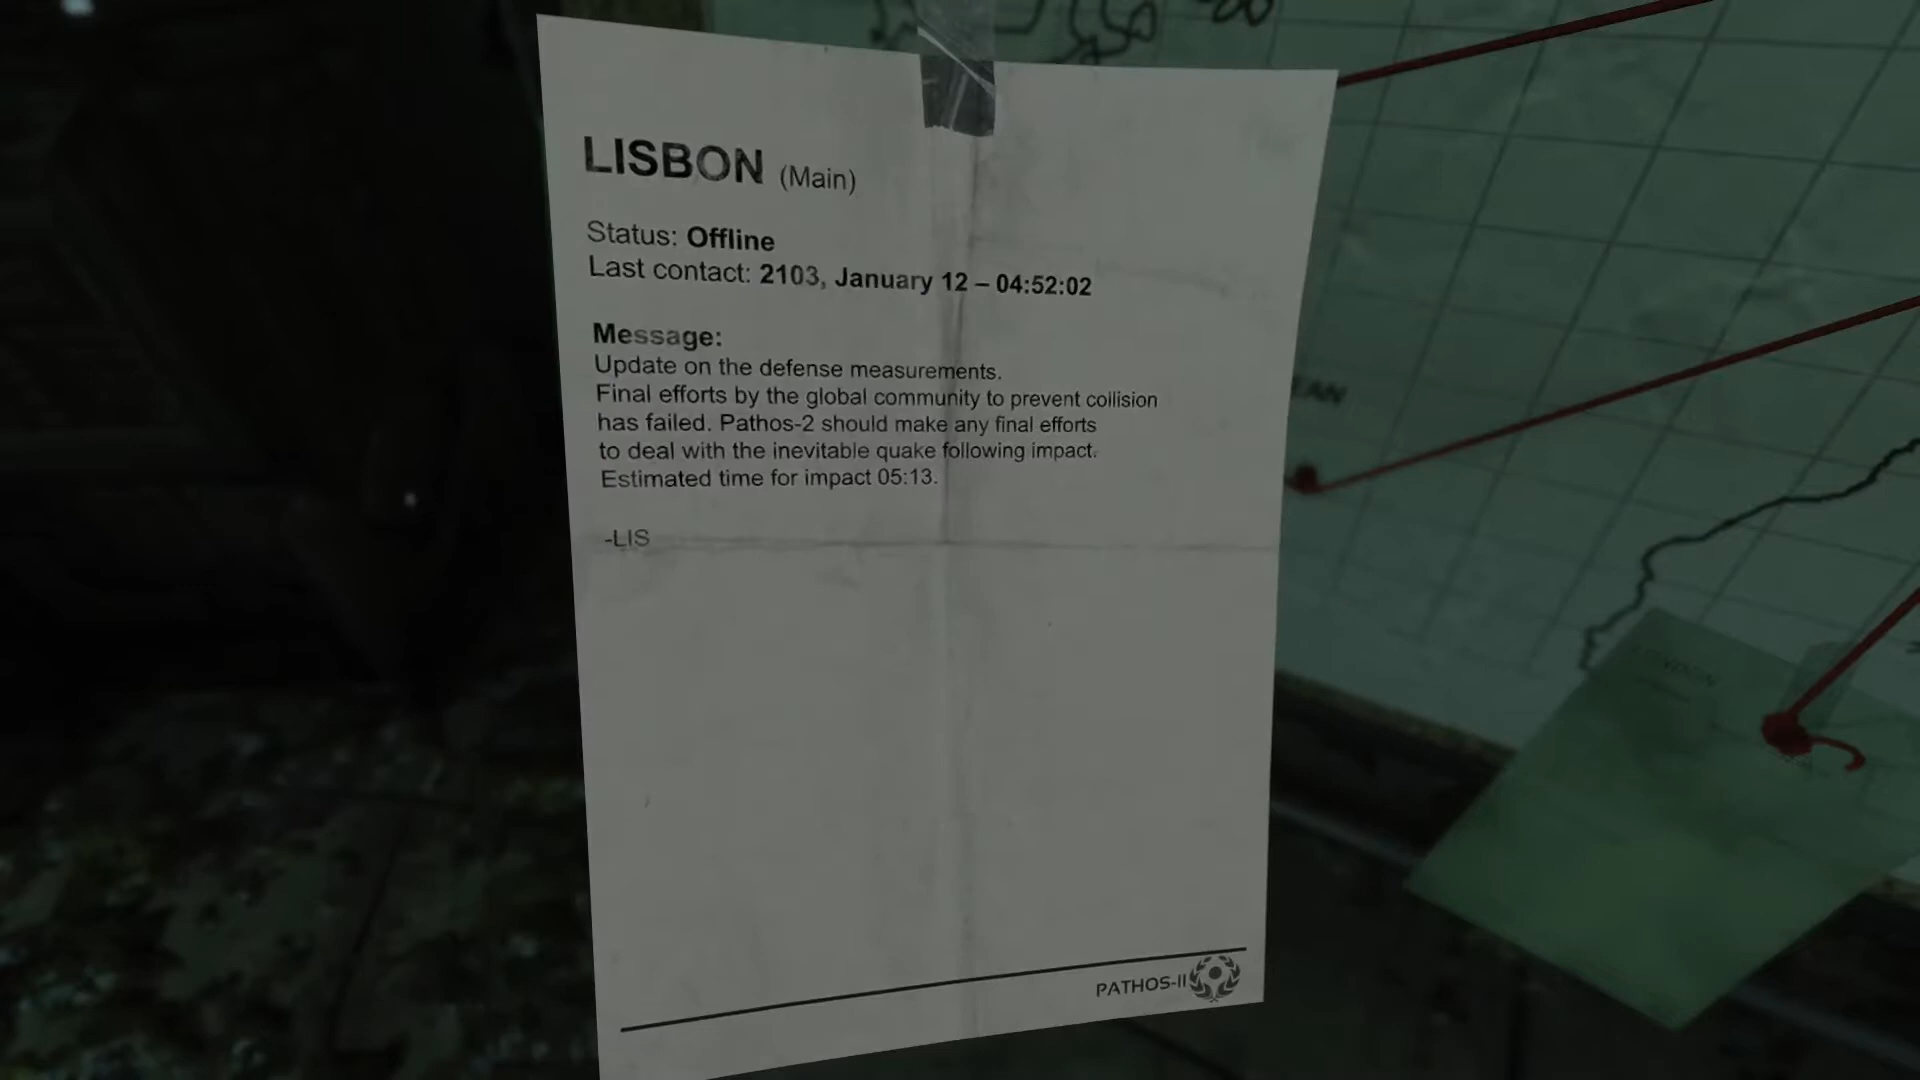 LISBON (Main)
Status: Offline
Last contact: 2103, January 12 – 04:52:02
Message:
Update on the defense measurements.
Final efforts by the global community to prevent collision
has failed. Pathos-2 should make any final efforts
to deal with the inevitable quake following impact.
Estimated time for impact 05:13.
-LIS
PATHOS-II
LONDON